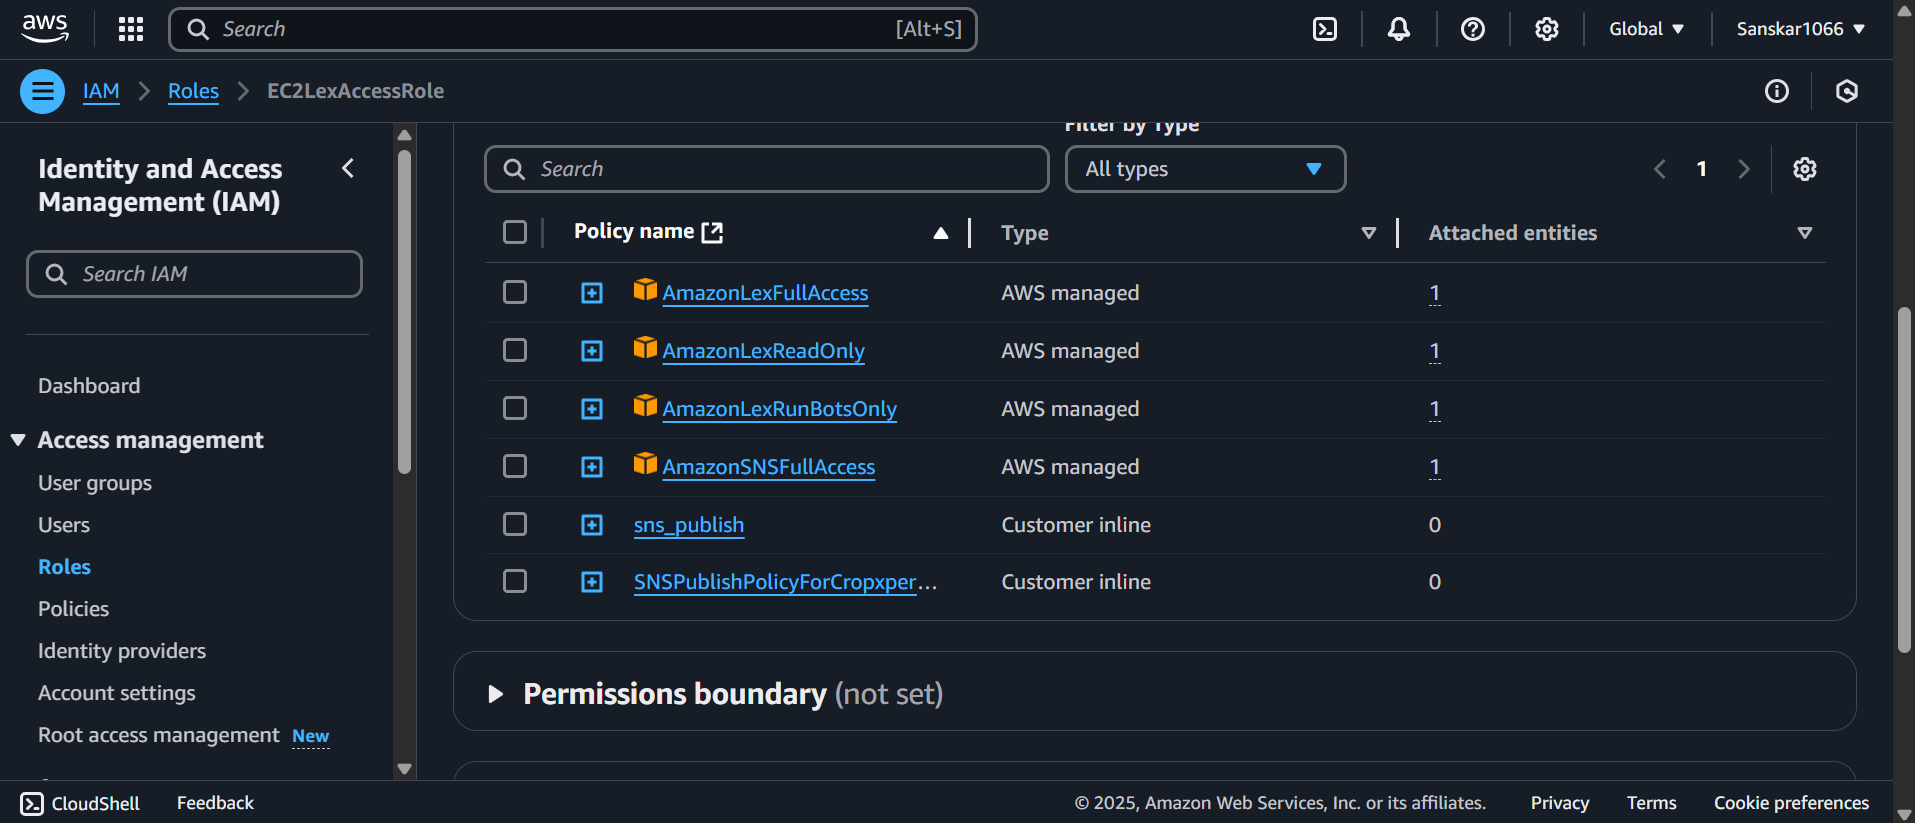 aws
Search
[Alt+S]
Global
Sanskar1066
IAM
Roles
EC2LexAccessRole
Identity and Access
Management (IAM)
Search IAM
Dashboard
Access management
User groups
Users
Roles
Policies
Identity providers
Account settings
Root access management New
Filter by Type
Search
All types
1
Policy name Type Attached entities
AmazonLexFullAccess AWS managed 1
AmazonLexReadOnly AWS managed 1
AmazonLexRunBotsOnly AWS managed 1
AmazonSNSFullAccess AWS managed 1
sns_publish Customer inline 0
SNSPublishPolicyForCropxper... Customer inline 0
Permissions boundary (not set)
CloudShell Feedback © 2025, Amazon Web Services, Inc. or its affiliates. Privacy Terms Cookie preferences